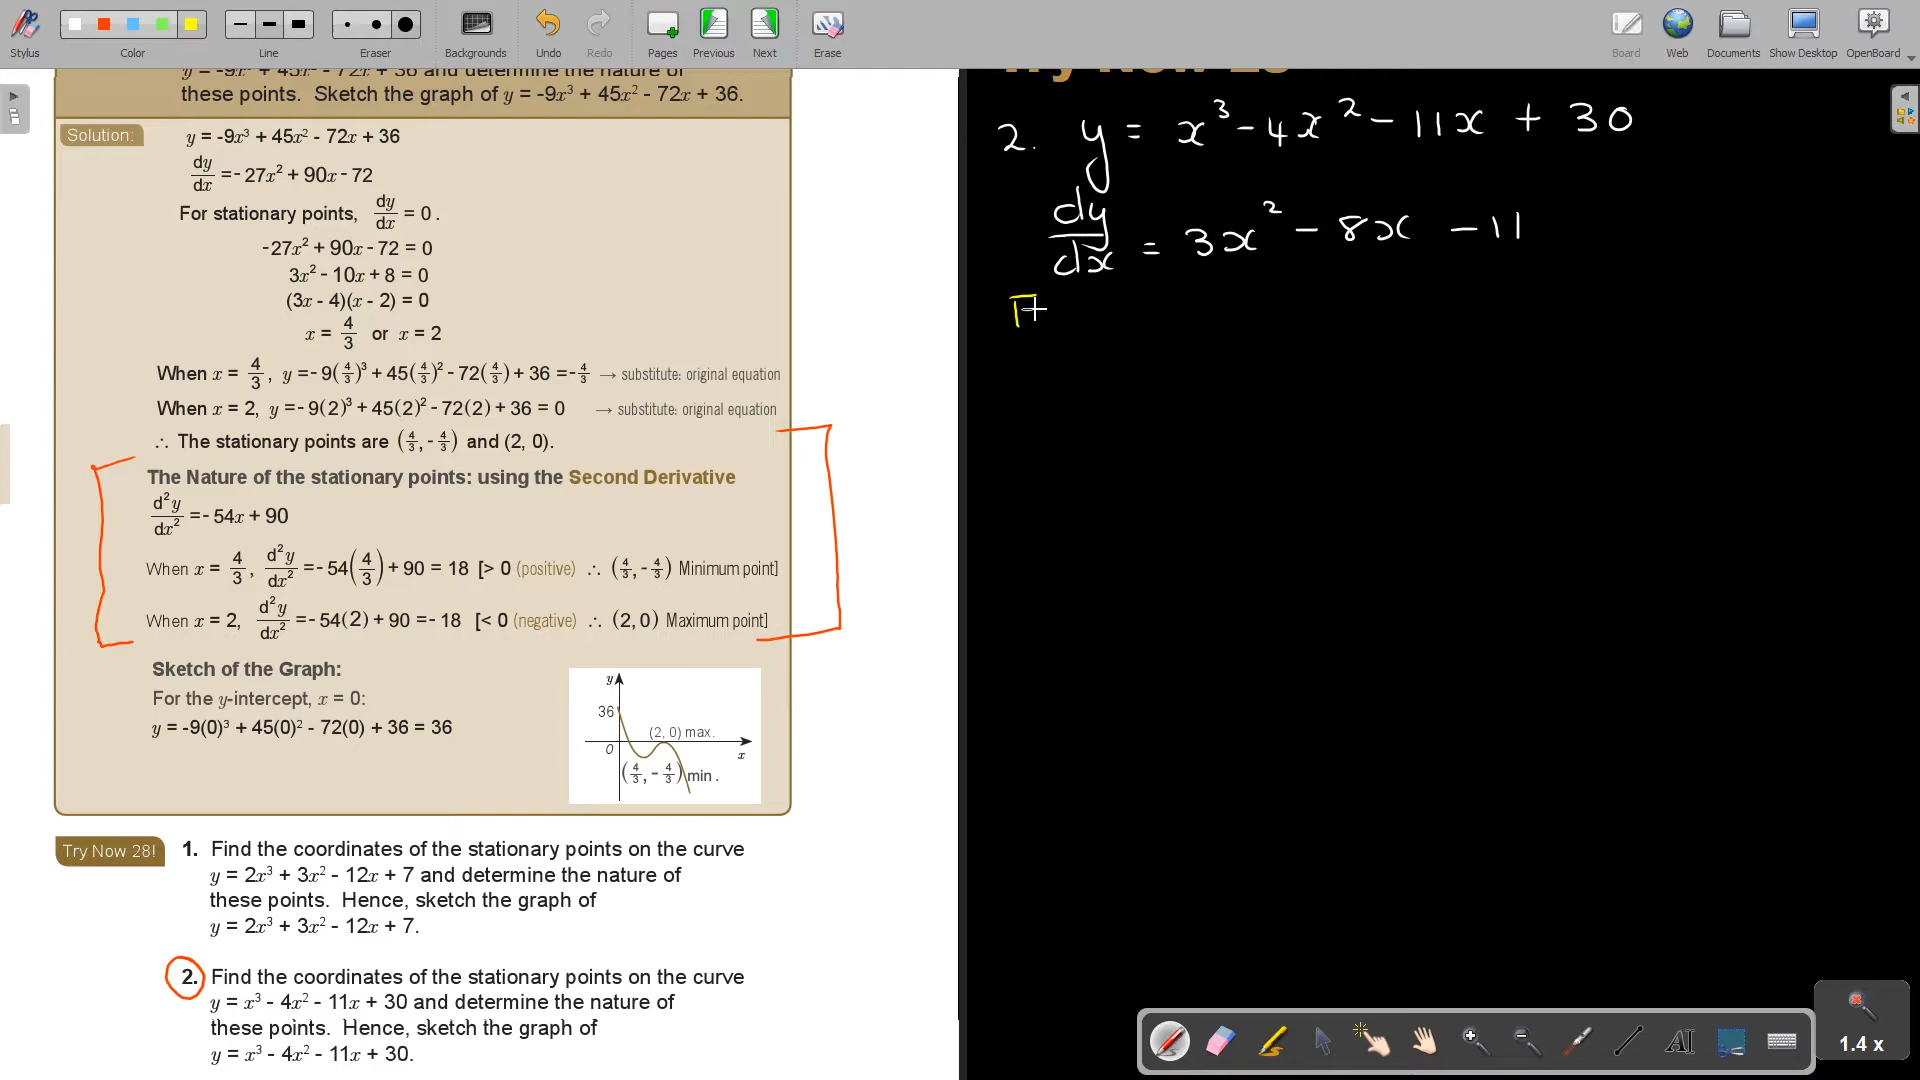 Stylus
Color
Line
Eraser
Backgrounds
Undo
Redo
Pages
Previous
Next
Erase
Board
Web
Documents
Show Desktop
OpenBoard
y = -9x³ + 45x² - 72x + 36 and determine the nature of
these points. Sketch the graph of y = -9x³ + 45x² - 72x + 36.
Solution:
y = -9x³ + 45x² - 72x + 36
dy/dx = - 27x² + 90x - 72
For stationary points, dy/dx = 0 .
-27x² + 90x - 72 = 0
3x² - 10x + 8 = 0
(3x - 4)(x - 2) = 0
x = 4/3 or x = 2
When x = 4/3, y = - 9(4/3)³ + 45(4/3)² - 72(4/3) + 36 = -4/3 → substitute: original equation
When x = 2, y = - 9(2)³ + 45(2)² - 72(2) + 36 = 0 → substitute: original equation
∴ The stationary points are (4/3, -4/3) and (2, 0).
The Nature of the stationary points: using the Second Derivative
d²y/dx² = - 54x + 90
When x = 4/3, d²y/dx² = - 54(4/3) + 90 = 18 [> 0 (positive) ∴ (4/3, -4/3) Minimum point]
When x = 2, d²y/dx² = - 54(2) + 90 = - 18 [< 0 (negative) ∴ (2, 0) Maximum point]
Sketch of the Graph:
For the y-intercept, x = 0:
y = -9(0)³ + 45(0)² - 72(0) + 36 = 36
y
36
(2, 0) max.
0
x
(4/3, -4/3) min .
Try Now 28!
1. Find the coordinates of the stationary points on the curve
y = 2x³ + 3x² - 12x + 7 and determine the nature of
these points. Hence, sketch the graph of
y = 2x³ + 3x² - 12x + 7.
2. Find the coordinates of the stationary points on the curve
y = x³ - 4x² - 11x + 30 and determine the nature of
these points. Hence, sketch the graph of
y = x³ - 4x² - 11x + 30.
Try Now 28
2. y = x³ - 4x² - 11x + 30
dy/dx = 3x² - 8x - 11
1.4 x